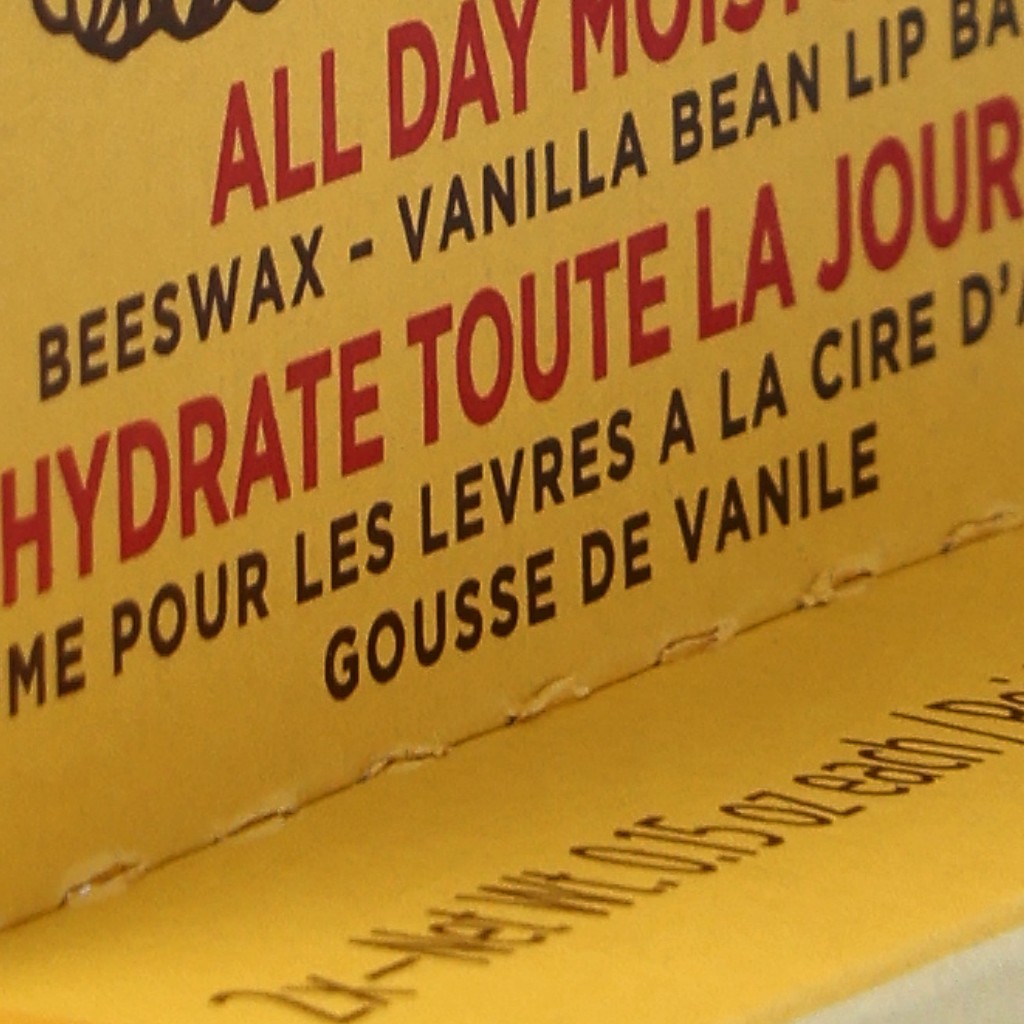 ALL DAY MOIST
BEESWAX - VANILLA BEAN LIP BA
HYDRATE TOUTE LA JOUR
ME POUR LES LEVRES A LA CIRE D'A
GOUSSE DE VANILE
2x - Net Wt. 0.15 oz each /